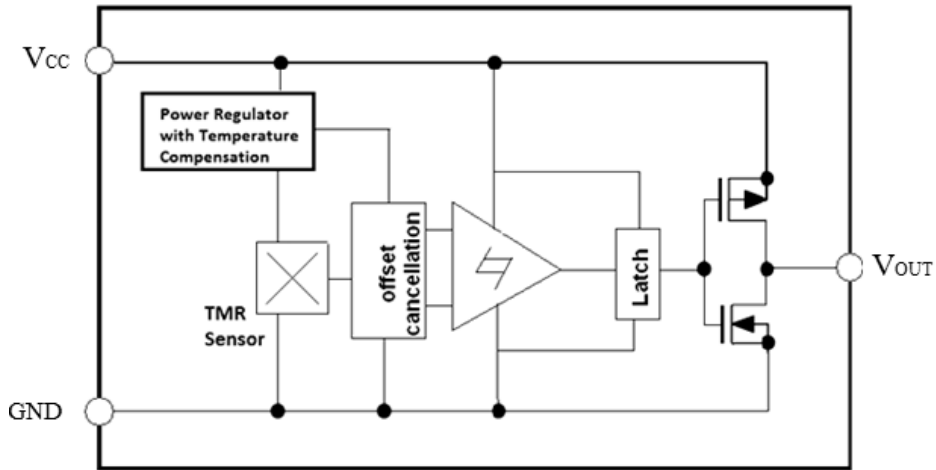 VCC
Power Regulator
with Temperature
Compensation
offset
cancellation
Latch
VOUT
TMR
Sensor
GND